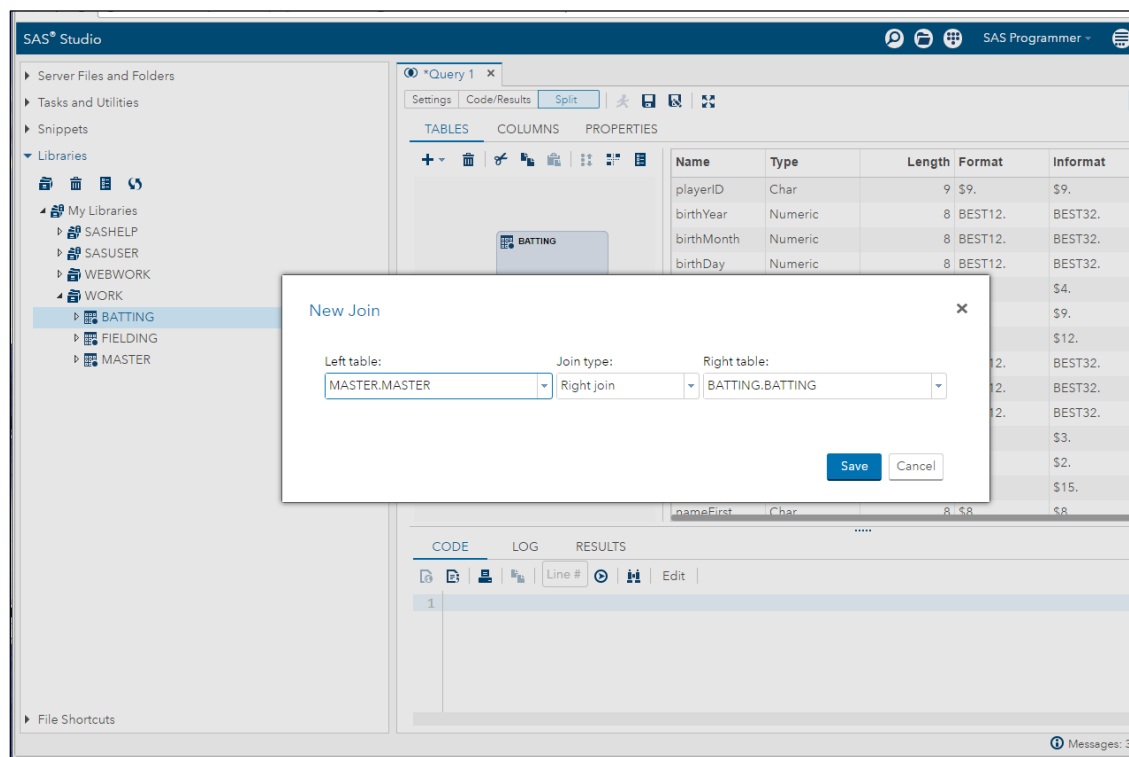 SAS® Studio
SAS Programmer
Server Files and Folders
Tasks and Utilities
Snippets
Libraries
My Libraries
SASHELP
SASUSER
WEBWORK
WORK
BATTING
FIELDING
MASTER
File Shortcuts
*Query 1
Settings Code/Results Split
TABLES COLUMNS PROPERTIES
BATTING
Name Type Length Format Informat
playerID Char 9 $9. $9.
birthYear Numeric 8 BEST12. BEST32.
birthMonth Numeric 8 BEST12. BEST32.
birthDay Numeric 8 BEST12. BEST32.
$4.
$9.
$12.
12. BEST32.
12. BEST32.
12. BEST32.
$3.
$2.
$15.
nameFirst Char 8 $8. $8.
New Join
Left table: Join type: Right table:
MASTER.MASTER Right join BATTING.BATTING
Save Cancel
CODE LOG RESULTS
Line # Edit
1
Messages: 3